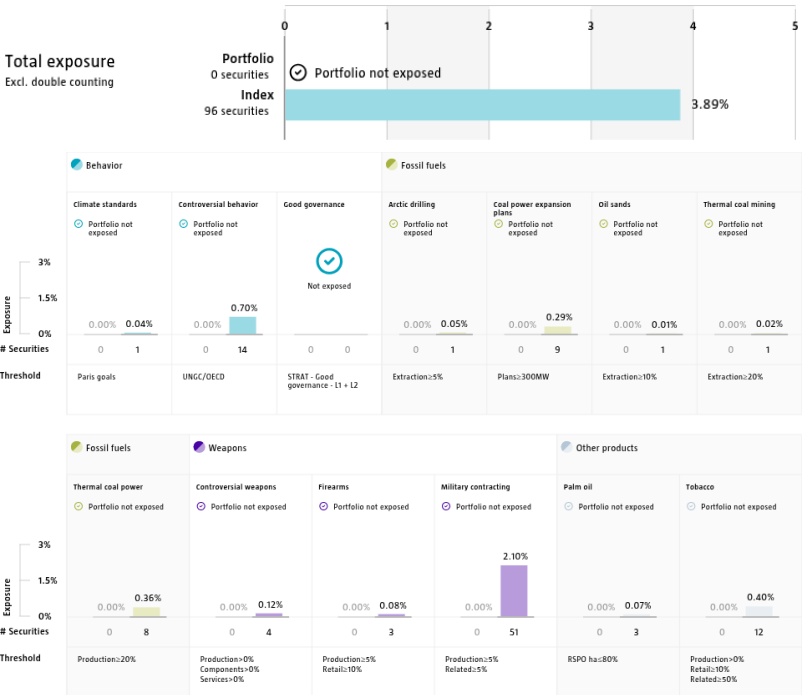 0 1 2 3 4 5
Total exposure
Excl. double counting
Portfolio
0 securities
Portfolio not exposed
Index
96 securities
3.89%
Behavior
Fossil fuels
Climate standards
Portfolio not
exposed
Controversial behavior
Portfolio not
exposed
Good governance
Not exposed
Arctic drilling
Portfolio not
exposed
Coal power expansion
plans
Portfolio not
exposed
Oil sands
Portfolio not
exposed
Thermal coal mining
Portfolio not
exposed
Exposure
3%
1.5%
0%
0.00% 0.04%
0.00% 0.70%
0.00% 0.05%
0.00% 0.29%
0.00% 0.01%
0.00% 0.02%
# Securities 0 1 0 14 0 0 0 1 0 9 0 1 0 1
Threshold
Paris goals
UNGC/OECD
STRAT - Good
governance - L1 + L2
Extraction≥5%
Plans≥300MW
Extraction≥10%
Extraction≥20%
Fossil fuels
Weapons
Other products
Thermal coal power
Portfolio not exposed
Controversial weapons
Portfolio not exposed
Firearms
Portfolio not exposed
Military contracting
Portfolio not exposed
Palm oil
Portfolio not exposed
Tobacco
Portfolio not exposed
Exposure
3%
1.5%
0%
0.00% 0.36%
0.00% 0.12%
0.00% 0.08%
0.00% 2.10%
0.00% 0.07%
0.00% 0.40%
# Securities 0 8 0 4 0 3 0 51 0 3 0 12
Threshold
Production≥20%
Production>0%
Components>0%
Services>0%
Production≥5%
Retail≥10%
Production≥5%
Related≥5%
RSPO ha≤80%
Production>0%
Retail≥10%
Related≥50%